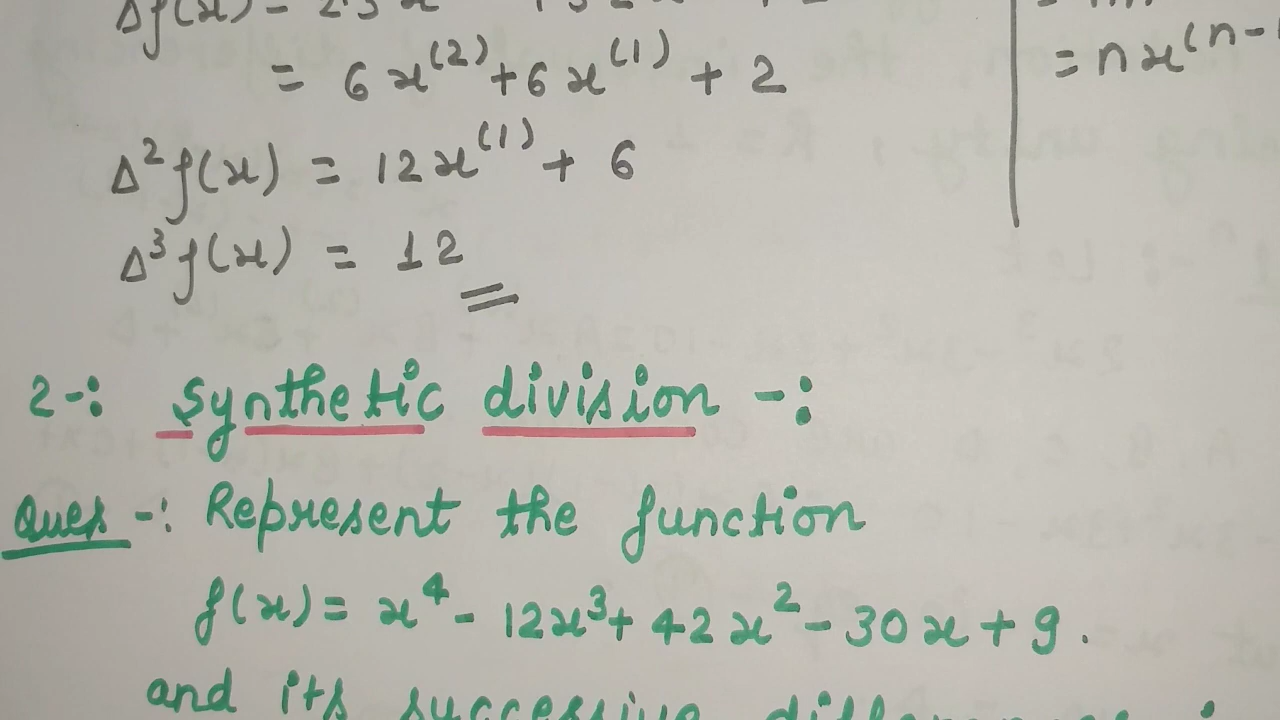 = 6x⁽²⁾ + 6x⁽¹⁾ + 2
= nx⁽ⁿ⁻
Δ²f(x) = 12x⁽¹⁾ + 6
Δ³f(x) = 12
2-: Synthetic division -:
Ques -: Represent the function
f(x) = x⁴ - 12x³ + 42x² - 30x + 9.
and its successive